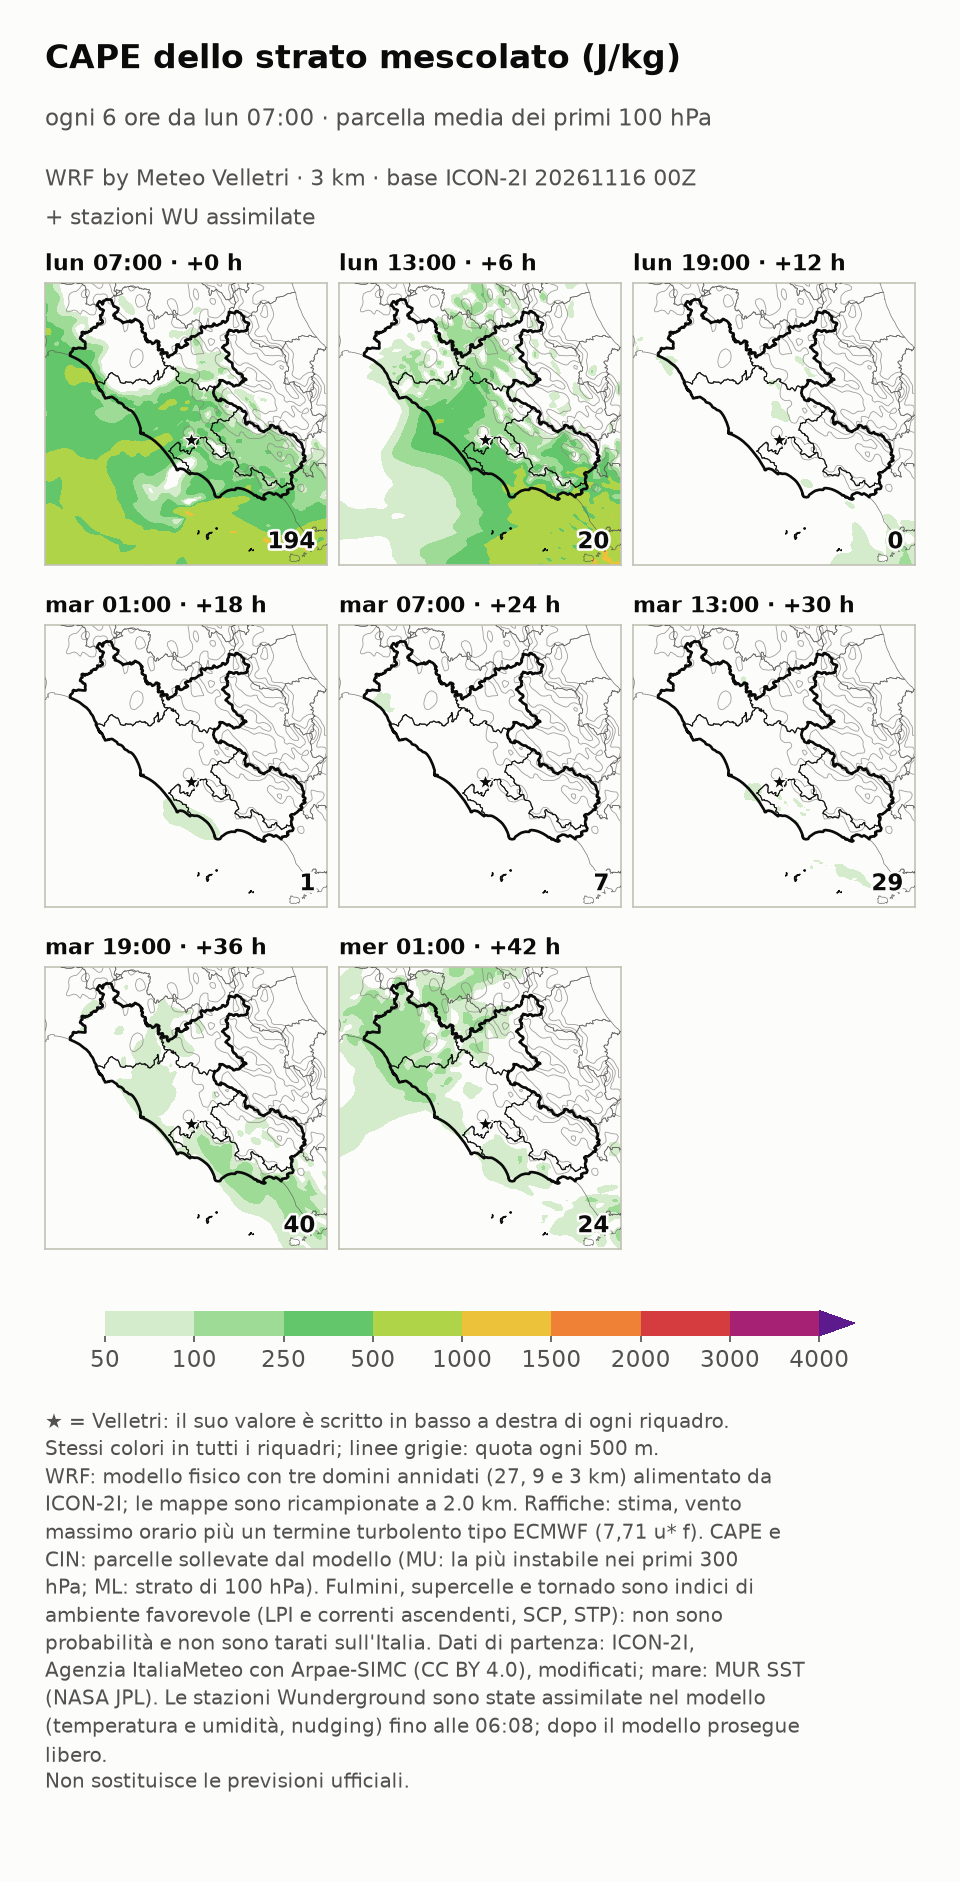 CAPE dello strato mescolato (J/kg)
ogni 6 ore da lun 07:00 · parcella media dei primi 100 hPa
WRF by Meteo Velletri · 3 km · base ICON-2I 20261116 00Z
+ stazioni WU assimilate
lun 07:00 · +0 h
lun 13:00 · +6 h
lun 19:00 · +12 h
194
20
0
mar 01:00 · +18 h
mar 07:00 · +24 h
mar 13:00 · +30 h
1
7
29
mar 19:00 · +36 h
mer 01:00 · +42 h
40
24
50 100 250 500 1000 1500 2000 3000 4000
★ = Velletri: il suo valore è scritto in basso a destra di ogni riquadro.
Stessi colori in tutti i riquadri; linee grigie: quota ogni 500 m.
WRF: modello fisico con tre domini annidati (27, 9 e 3 km) alimentato da
ICON-2I; le mappe sono ricampionate a 2.0 km. Raffiche: stima, vento
massimo orario più un termine turbolento tipo ECMWF (7,71 u* f). CAPE e
CIN: parcelle sollevate dal modello (MU: la più instabile nei primi 300
hPa; ML: strato di 100 hPa). Fulmini, supercelle e tornado sono indici di
ambiente favorevole (LPI e correnti ascendenti, SCP, STP): non sono
probabilità e non sono tarati sull'Italia. Dati di partenza: ICON-2I,
Agenzia ItaliaMeteo con Arpae-SIMC (CC BY 4.0), modificati; mare: MUR SST
(NASA JPL). Le stazioni Wunderground sono state assimilate nel modello
(temperatura e umidità, nudging) fino alle 06:08; dopo il modello prosegue
libero.
Non sostituisce le previsioni ufficiali.